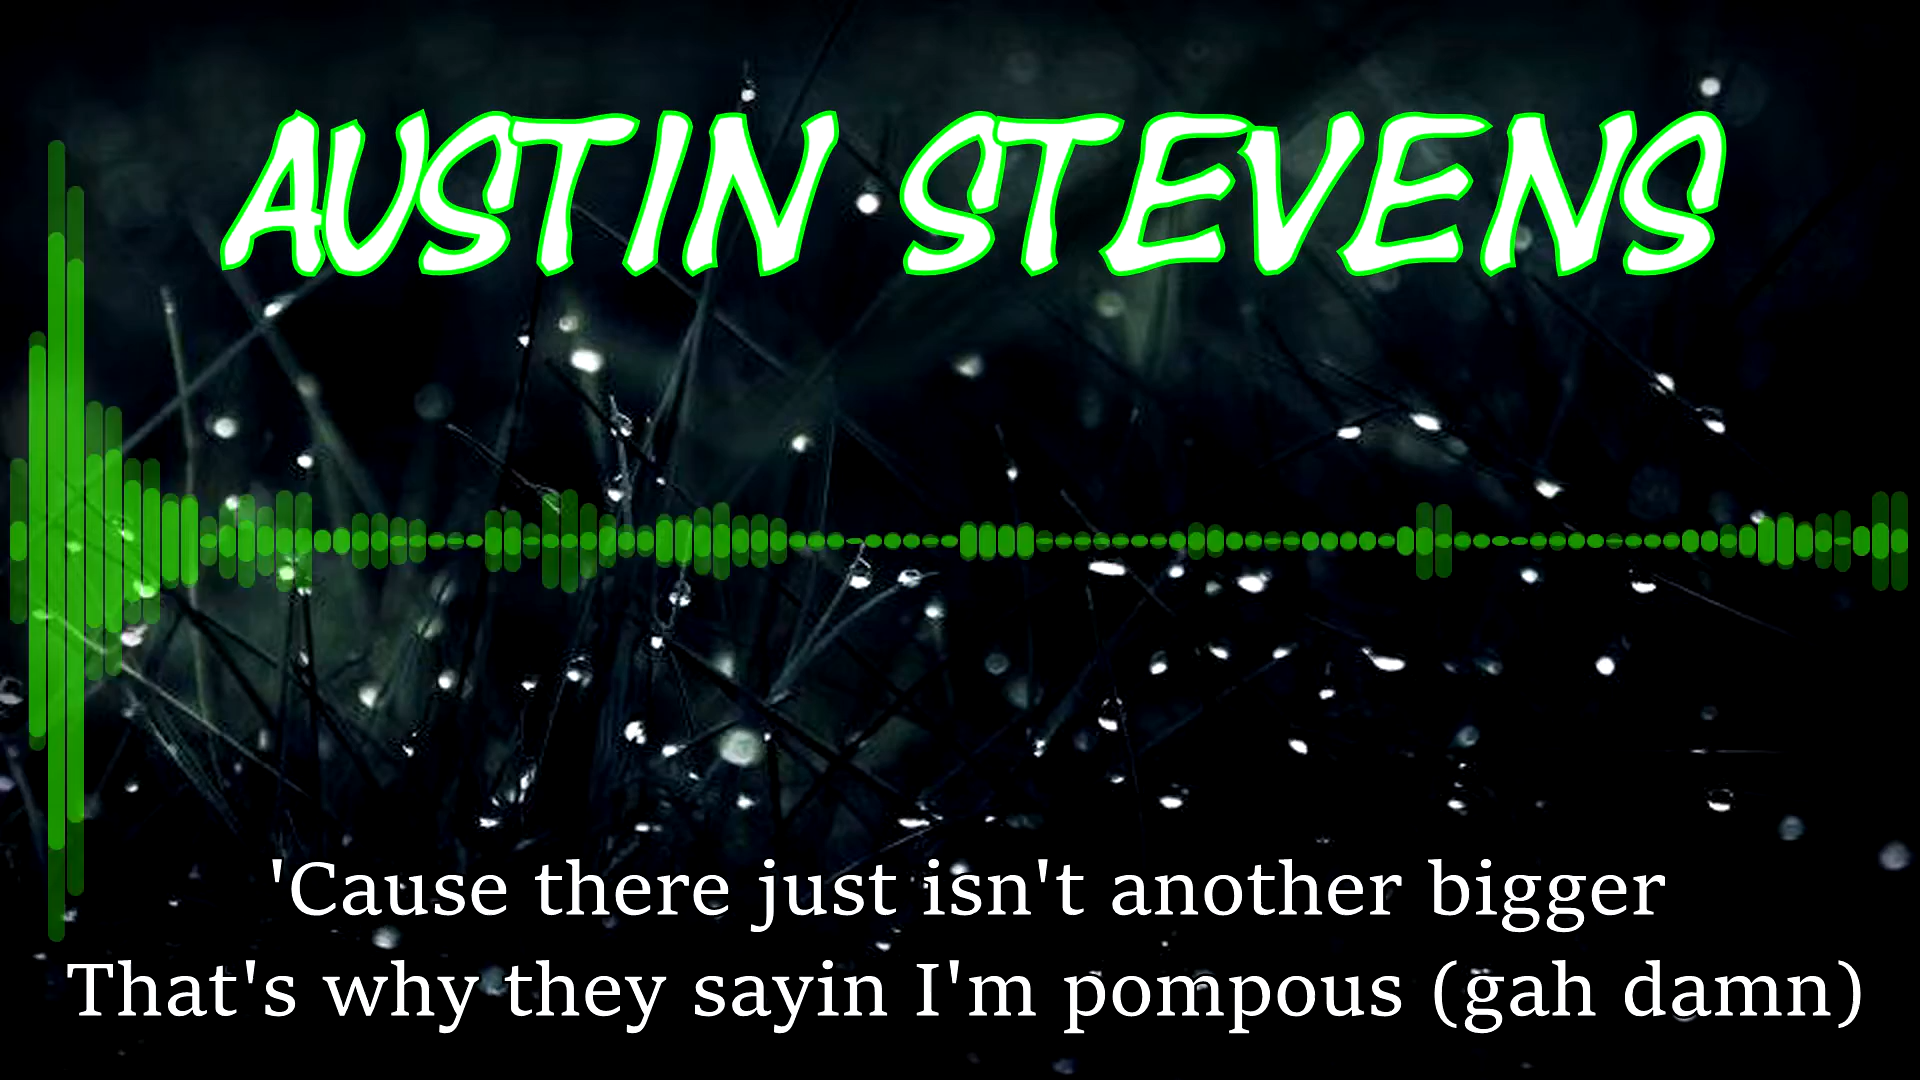 AUSTIN STEVENS
'Cause there just isn't another bigger
That's why they sayin I'm pompous (gah damn)